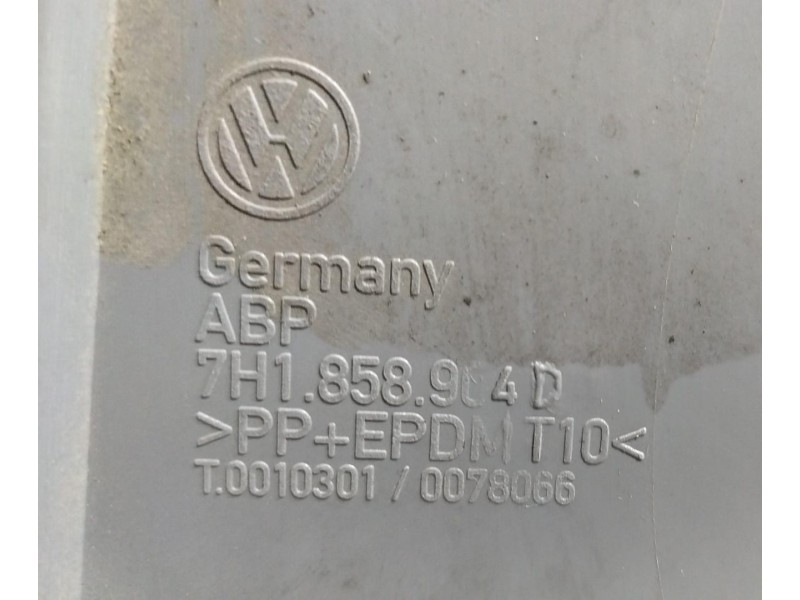 Germany
ABP
>PP+EPDM T10<
T.0010301 / 0078066